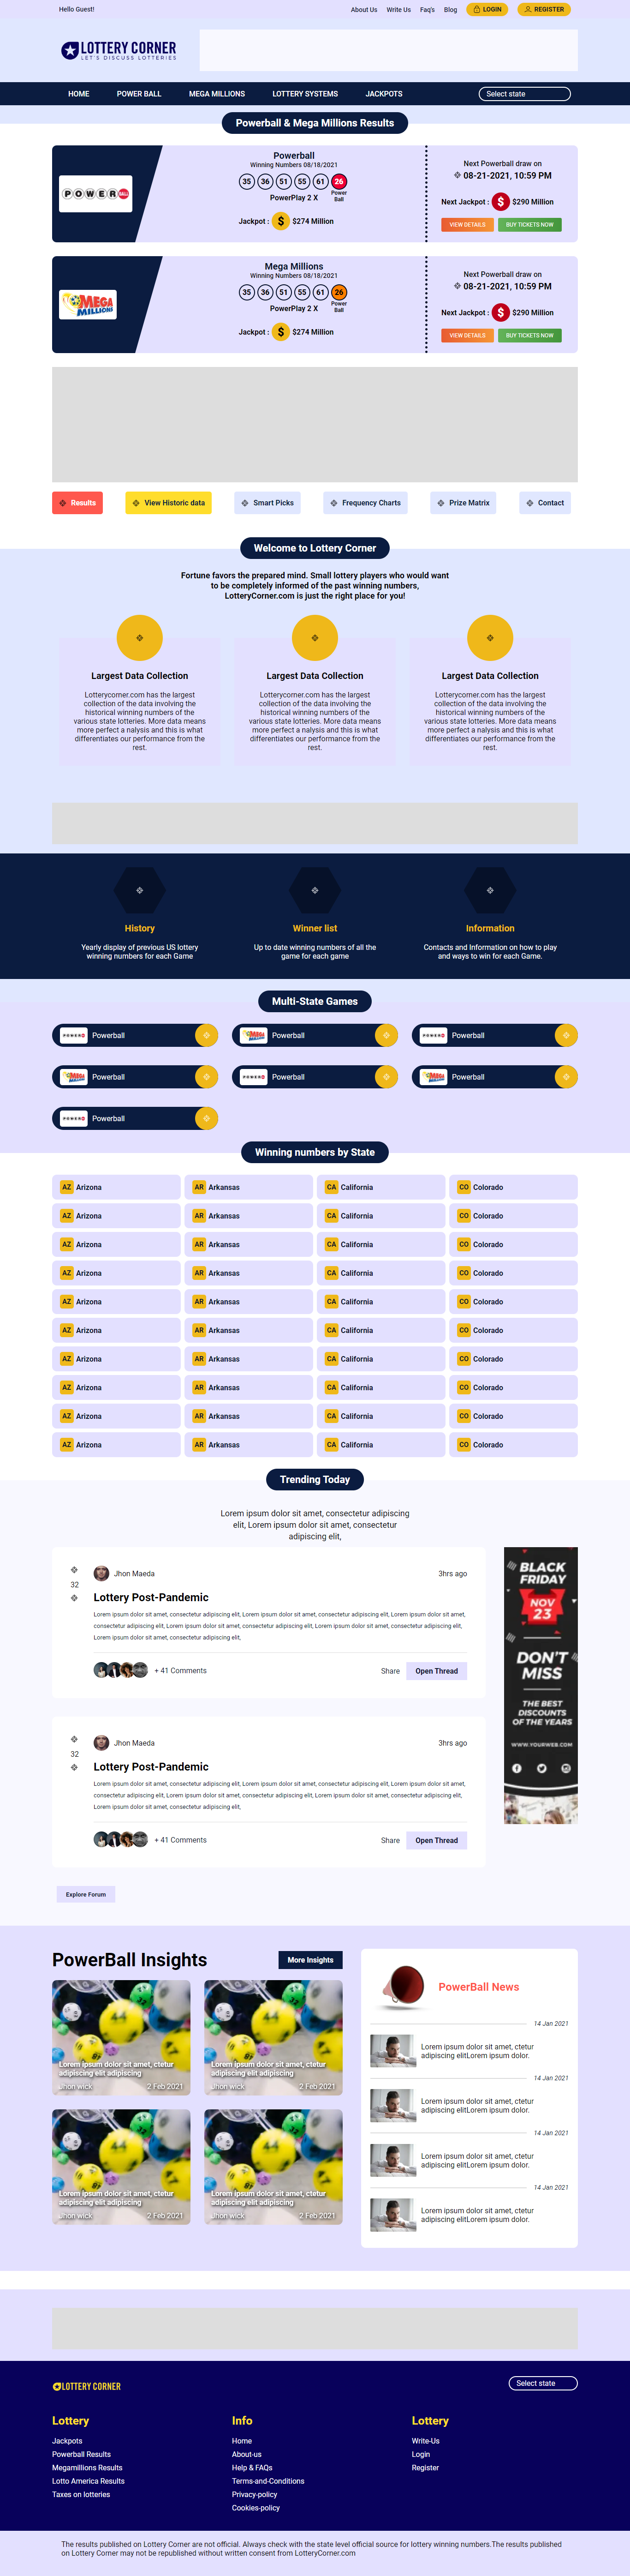 Hello Guest!
About Us Write Us Faq's Blog LOGIN REGISTER
LOTTERY CORNER
LET'S DISCUSS LOTTERIES
HOME POWER BALL MEGA MILLIONS LOTTERY SYSTEMS JACKPOTS Select state
Powerball & Mega Millions Results
POWER BALL
Powerball
Winning Numbers 08/18/2021
35 36 51 55 61 26
PowerPlay 2 X
Power
Ball
Jackpot : $ $274 Million
Next Powerball draw on
08-21-2021, 10:59 PM
Next Jackpot : $ $290 Million
VIEW DETAILS BUY TICKETS NOW
MEGA
MILLIONS
Mega Millions
Winning Numbers 08/18/2021
35 36 51 55 61 26
PowerPlay 2 X
Power
Ball
Jackpot : $ $274 Million
Next Powerball draw on
08-21-2021, 10:59 PM
Next Jackpot : $ $290 Million
VIEW DETAILS BUY TICKETS NOW
Results View Historic data Smart Picks Frequency Charts Prize Matrix Contact
Welcome to Lottery Corner
Fortune favors the prepared mind. Small lottery players who would want
to be completely informed of the past winning numbers,
LotteryCorner.com is just the right place for you!
Largest Data Collection
Lotterycorner.com has the largest
collection of the data involving the
historical winning numbers of the
various state lotteries. More data means
more perfect a nalysis and this is what
differentiates our performance from the
rest.
Largest Data Collection
Lotterycorner.com has the largest
collection of the data involving the
historical winning numbers of the
various state lotteries. More data means
more perfect a nalysis and this is what
differentiates our performance from the
rest.
Largest Data Collection
Lotterycorner.com has the largest
collection of the data involving the
historical winning numbers of the
various state lotteries. More data means
more perfect a nalysis and this is what
differentiates our performance from the
rest.
History
Yearly display of previous US lottery
winning numbers for each Game
Winner list
Up to date winning numbers of all the
game for each game
Information
Contacts and Information on how to play
and ways to win for each Game.
Multi-State Games
POWER Powerball MEGA MILLIONS Powerball POWER Powerball
MEGA MILLIONS Powerball POWER Powerball MEGA MILLIONS Powerball
POWER Powerball
Winning numbers by State
AZ Arizona AR Arkansas CA California CO Colorado
AZ Arizona AR Arkansas CA California CO Colorado
AZ Arizona AR Arkansas CA California CO Colorado
AZ Arizona AR Arkansas CA California CO Colorado
AZ Arizona AR Arkansas CA California CO Colorado
AZ Arizona AR Arkansas CA California CO Colorado
AZ Arizona AR Arkansas CA California CO Colorado
AZ Arizona AR Arkansas CA California CO Colorado
AZ Arizona AR Arkansas CA California CO Colorado
AZ Arizona AR Arkansas CA California CO Colorado
Trending Today
Lorem ipsum dolor sit amet, consectetur adipiscing
elit, Lorem ipsum dolor sit amet, consectetur
adipiscing elit,
32
Jhon Maeda 3hrs ago
Lottery Post-Pandemic
Lorem ipsum dolor sit amet, consectetur adipiscing elit, Lorem ipsum dolor sit amet, consectetur adipiscing elit, Lorem ipsum dolor sit amet,
consectetur adipiscing elit, Lorem ipsum dolor sit amet, consectetur adipiscing elit, Lorem ipsum dolor sit amet, consectetur adipiscing elit,
Lorem ipsum dolor sit amet, consectetur adipiscing elit,
+ 41 Comments Share Open Thread
32
Jhon Maeda 3hrs ago
Lottery Post-Pandemic
Lorem ipsum dolor sit amet, consectetur adipiscing elit, Lorem ipsum dolor sit amet, consectetur adipiscing elit, Lorem ipsum dolor sit amet,
consectetur adipiscing elit, Lorem ipsum dolor sit amet, consectetur adipiscing elit, Lorem ipsum dolor sit amet, consectetur adipiscing elit,
Lorem ipsum dolor sit amet, consectetur adipiscing elit,
+ 41 Comments Share Open Thread
Explore Forum
BLACK
FRIDAY
NOV
23
DON'T
MISS
THE BEST
DISCOUNTS
OF THE YEARS
WWW.YOURWEB.COM
PowerBall Insights More Insights
Lorem ipsum dolor sit amet, ctetur
adipiscing elit adipiscing
Jhon wick 2 Feb 2021
Lorem ipsum dolor sit amet, ctetur
adipiscing elit adipiscing
Jhon wick 2 Feb 2021
Lorem ipsum dolor sit amet, ctetur
adipiscing elit adipiscing
Jhon wick 2 Feb 2021
Lorem ipsum dolor sit amet, ctetur
adipiscing elit adipiscing
Jhon wick 2 Feb 2021
PowerBall News
14 Jan 2021
Lorem ipsum dolor sit amet, ctetur
adipiscing elitLorem ipsum dolor.
14 Jan 2021
Lorem ipsum dolor sit amet, ctetur
adipiscing elitLorem ipsum dolor.
14 Jan 2021
Lorem ipsum dolor sit amet, ctetur
adipiscing elitLorem ipsum dolor.
14 Jan 2021
Lorem ipsum dolor sit amet, ctetur
adipiscing elitLorem ipsum dolor.
LOTTERY CORNER Select state
Lottery
Jackpots
Powerball Results
Megamillions Results
Lotto America Results
Taxes on lotteries
Info
Home
About-us
Help & FAQs
Terms-and-Conditions
Privacy-policy
Cookies-policy
Lottery
Write-Us
Login
Register
The results published on Lottery Corner are not official. Always check with the state level official source for lottery winning numbers.The results published
on Lottery Corner may not be republished without written consent from LotteryCorner.com